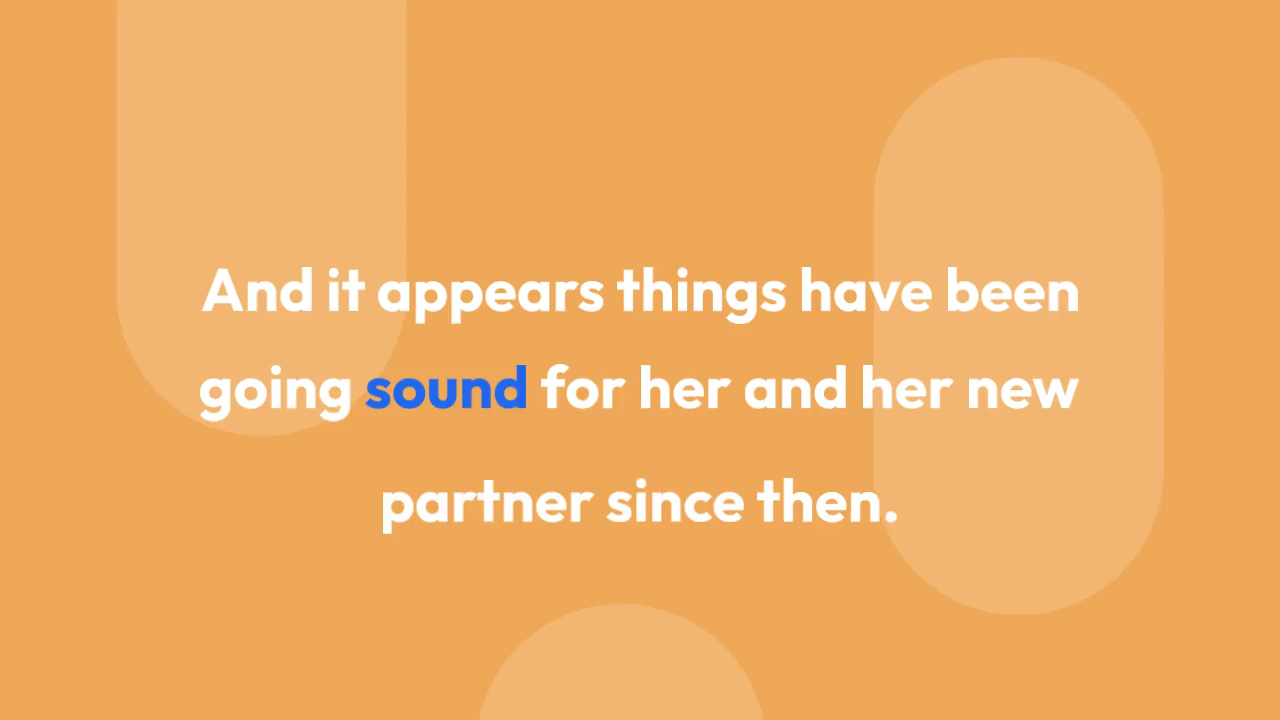 And it appears things have been
going sound for her and her new
partner since then.